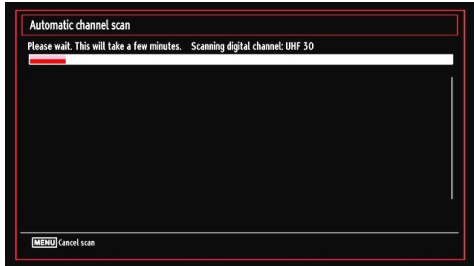 Automatic channel scan
Please wait. This will take a few minutes. Scanning digital channel: UHF 30
MENU Cancel scan